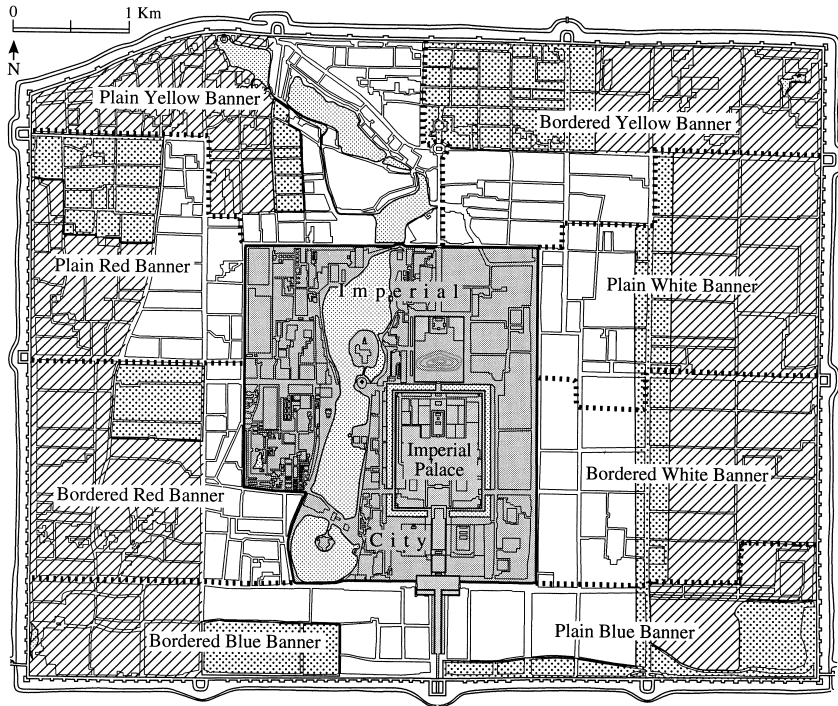 0 1 Km
N
Plain Yellow Banner
Bordered Yellow Banner
Plain Red Banner
Imperial
Plain White Banner
Imperial
Palace
Bordered Red Banner
Bordered White Banner
City
Bordered Blue Banner
Plain Blue Banner